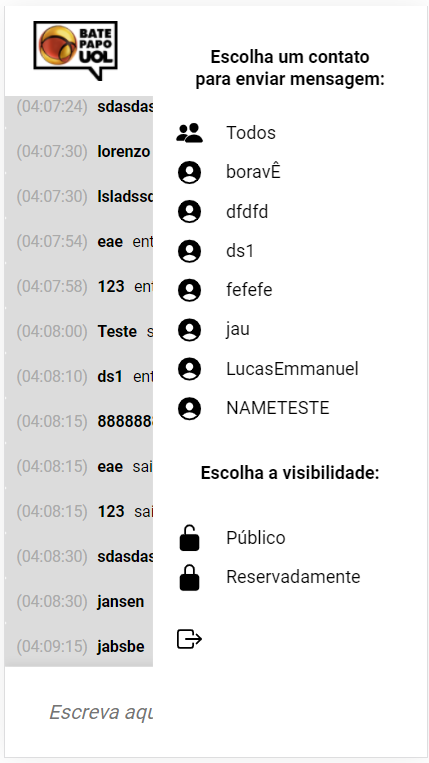 BATE
PAPO
UOL
Escolha um contato
para enviar mensagem:
Todos
boravÊ
dfdfd
ds1
fefefe
jau
LucasEmmanuel
NAMETESTE
Escolha a visibilidade:
Público
Reservadamente
(04:07:24) sdasdas
(04:07:30) lorenzo
(04:07:30)
(04:07:54) eae ent
(04:07:58) 123 ent
(04:08:00) Teste s
(04:08:10) ds1 ent
(04:08:15) 8888888
(04:08:15) eae sai
(04:08:15) 123 sai
(04:08:30) sdasdas
(04:08:30) jansen
(04:09:15) jabsbe
Escreva aqu